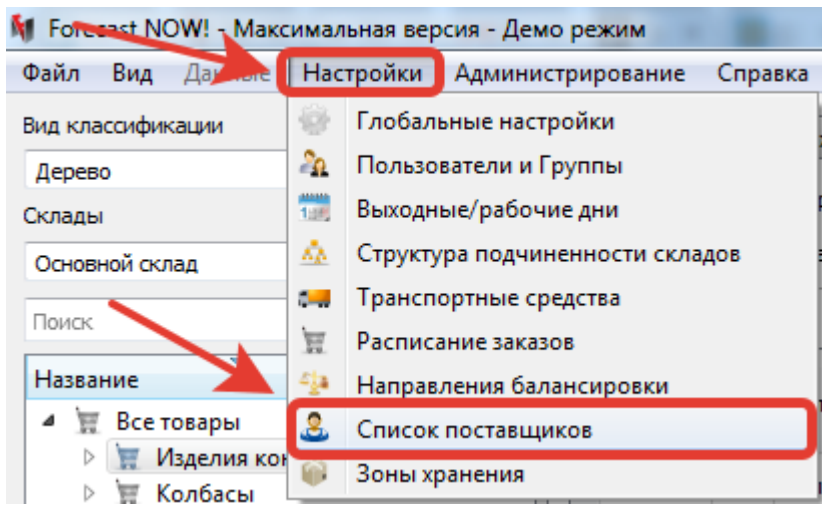 Forecast NOW! - Максимальная версия - Демо режим
Файл Вид Данные Настройки Администрирование Справка
Вид классификации
Дерево
Склады
Основной склад
Поиск
Название
Все товары
Изделия кон
Колбасы
Глобальные настройки
Пользователи и Группы
Выходные/рабочие дни
Структура подчиненности складов
Транспортные средства
Расписание заказов
Направления балансировки
Список поставщиков
Зоны хранения